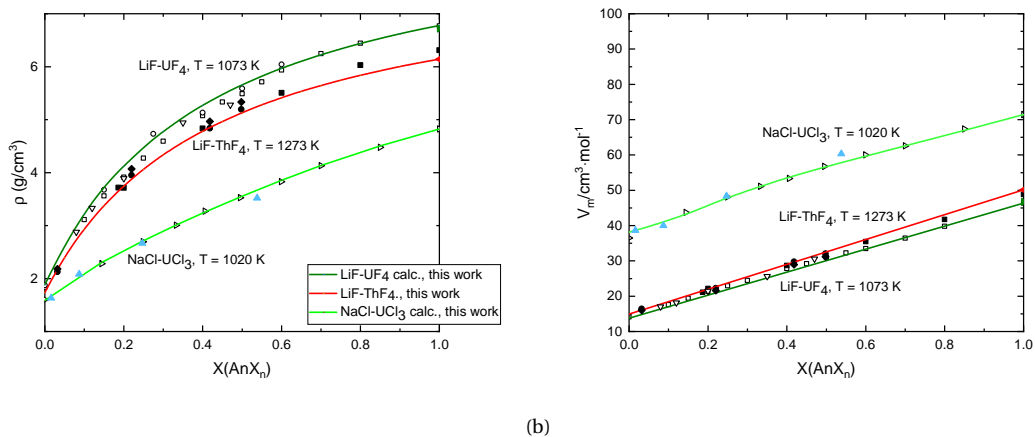 ρ (g/cm³)
6
4
2
LiF-UF₄, T = 1073 K
LiF-ThF₄, T = 1273 K
NaCl-UCl₃, T = 1020 K
LiF-UF₄ calc., this work
LiF-ThF₄., this work
NaCl-UCl₃ calc., this work
0.0 0.2 0.4 0.6 0.8 1.0
X(AnXₙ)
Vₘ/cm³·mol⁻¹
90
80
70
60
50
40
30
20
10
NaCl-UCl₃, T = 1020 K
LiF-ThF₄, T = 1273 K
LiF-UF₄, T = 1073 K
0.0 0.2 0.4 0.6 0.8 1.0
X(AnXₙ)
(b)